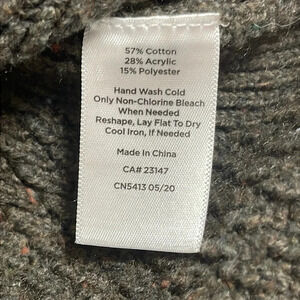 57% Cotton
28% Acrylic
15% Polyester
Hand Wash Cold
Only Non-Chlorine Bleach
When Needed
Reshape, Lay Flat To Dry
Cool Iron, If Needed
Made in China
CA# 23147
CN5413 05/20